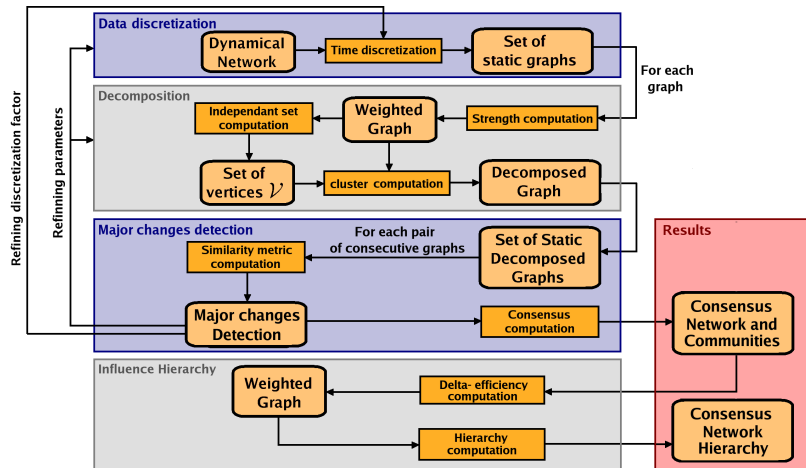 Data discretization
Dynamical
Network
Time discretization
Set of
static graphs
For each
graph
Decomposition
Independant set
computation
Weighted
Graph
Strength computation
Set of
vertices 𝒱
cluster computation
Decomposed
Graph
Refining discretization factor
Refinning parameters
Major changes detection
Similarity metric
computation
For each pair
of consecutive graphs
Set of Static
Decomposed
Graphs
Major changes
Detection
Consensus
computation
Results
Consensus
Network and
Communities
Influence Hierarchy
Weighted
Graph
Delta- efficiency
computation
Hierarchy
computation
Consensus
Network
Hierarchy